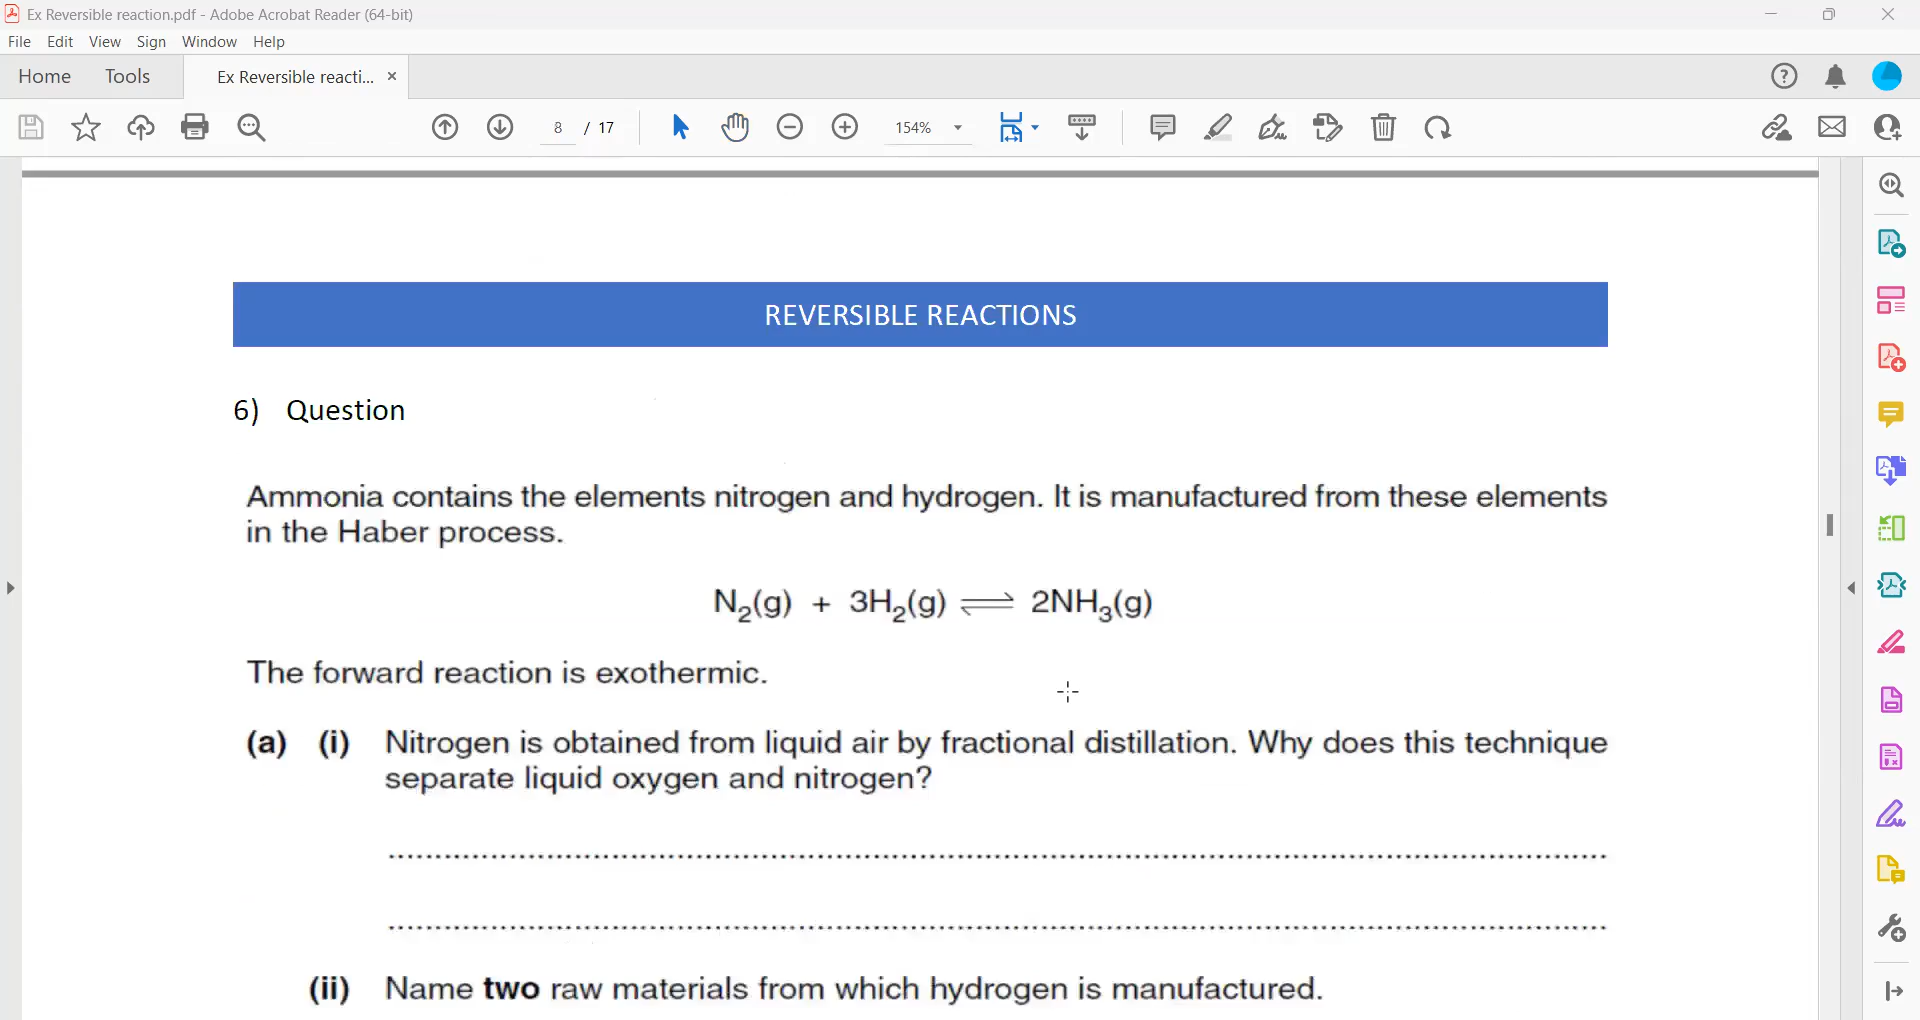 Ex Reversible reaction.pdf - Adobe Acrobat Reader (64-bit)
File Edit View Sign Window Help
Home Tools Ex Reversible reacti... ×
8 / 17 154%
REVERSIBLE REACTIONS
6) Question
Ammonia contains the elements nitrogen and hydrogen. It is manufactured from these elements
in the Haber process.
N₂(g) + 3H₂(g) ⇌ 2NH₃(g)
The forward reaction is exothermic.
(a) (i) Nitrogen is obtained from liquid air by fractional distillation. Why does this technique
separate liquid oxygen and nitrogen?
(ii) Name two raw materials from which hydrogen is manufactured.